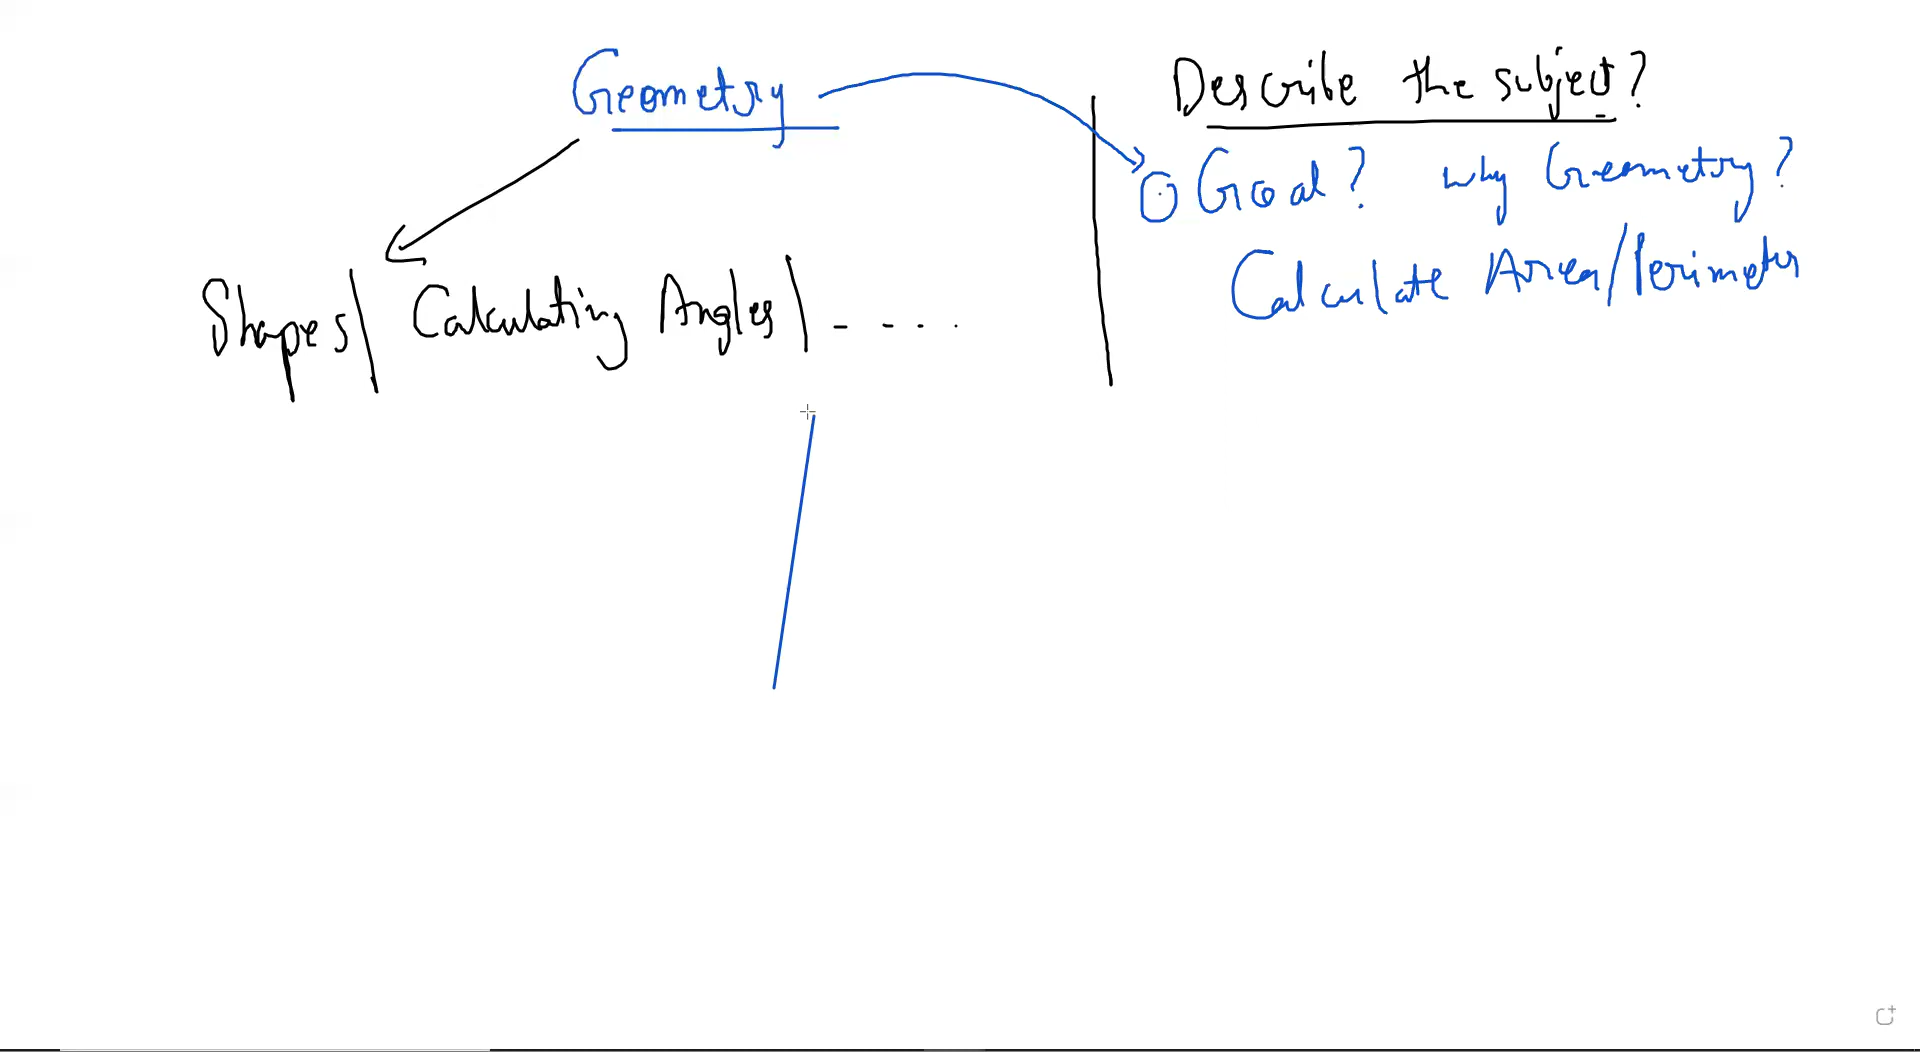 Geometry
Describe the subject?
Goal? why Geometry?
Calculate Area/Perimeter
Shapes/ Calculating Angles/ - - . . .